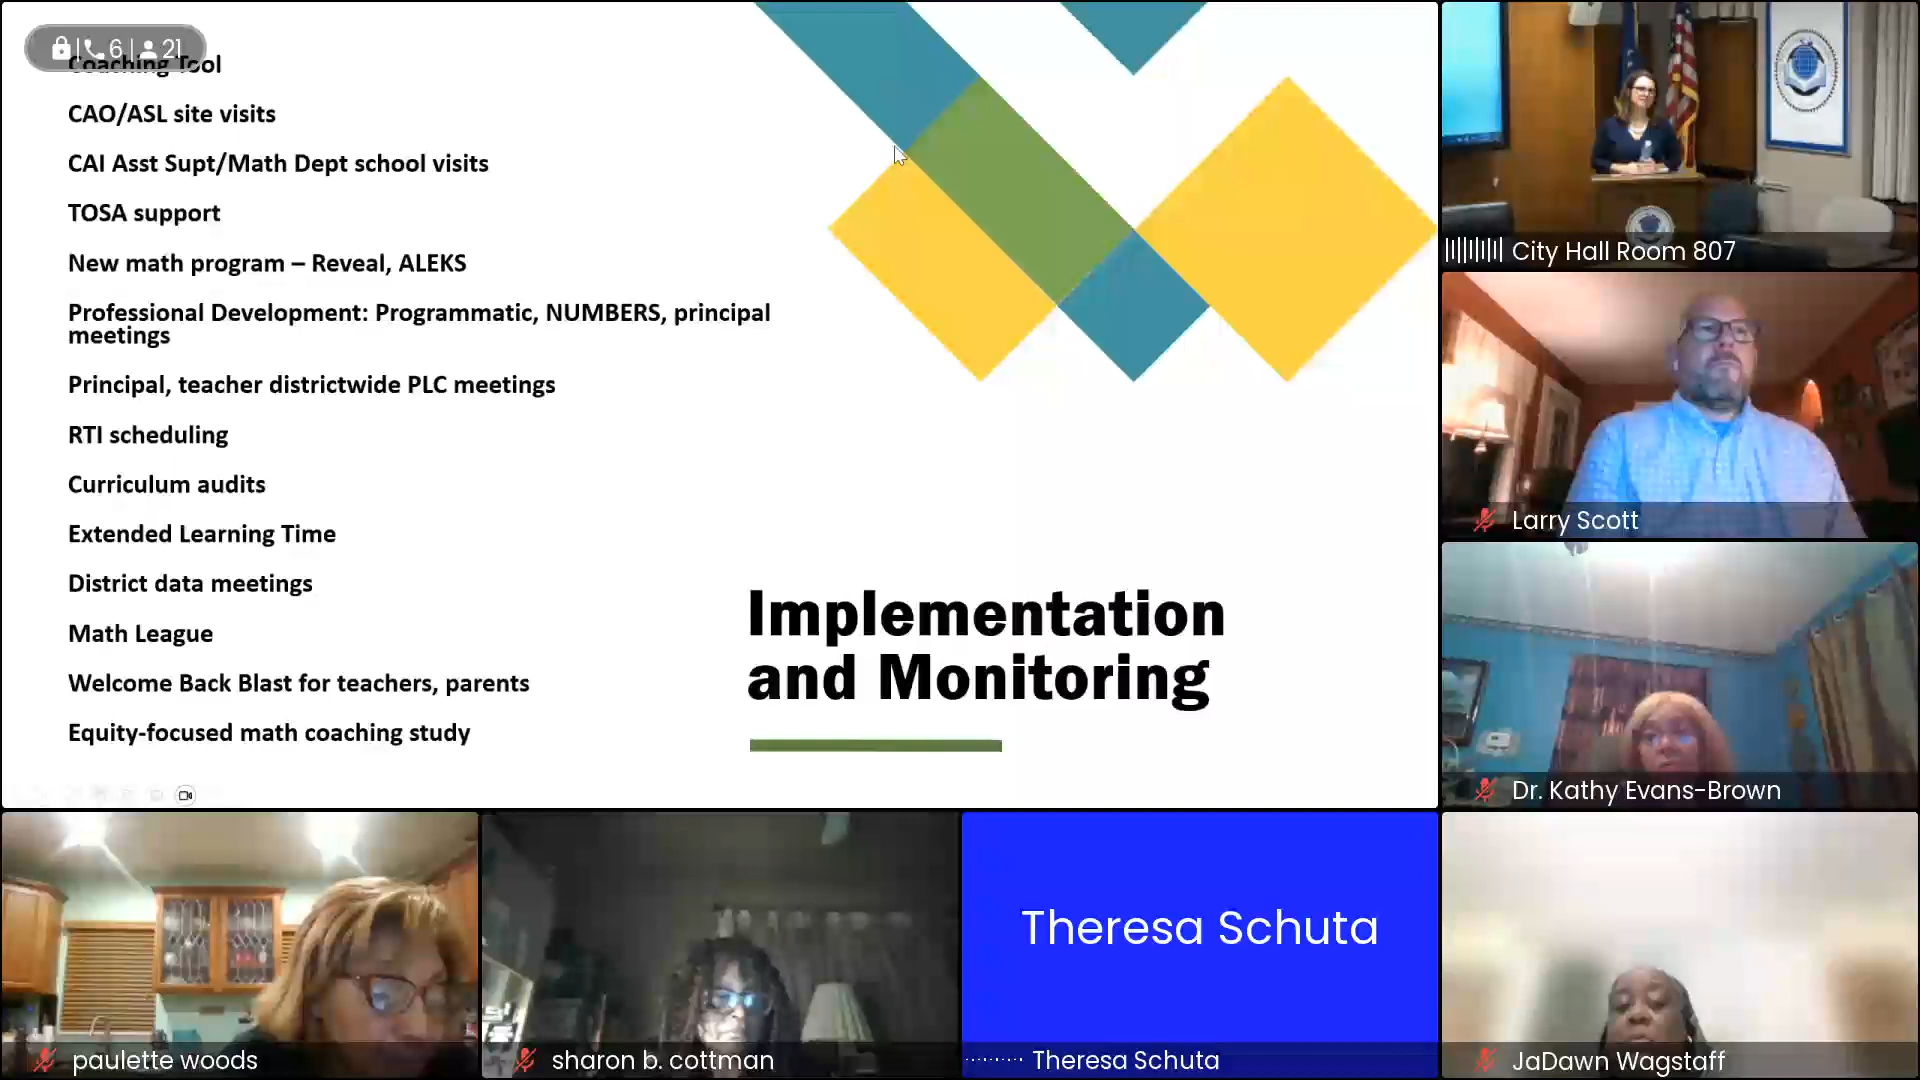 6 21
Coaching Tool
CAO/ASL site visits
CAI Asst Supt/Math Dept school visits
TOSA support
New math program – Reveal, ALEKS
Professional Development: Programmatic, NUMBERS, principal
meetings
Principal, teacher districtwide PLC meetings
RTI scheduling
Curriculum audits
Extended Learning Time
District data meetings
Math League
Welcome Back Blast for teachers, parents
Equity-focused math coaching study
Implementation
and Monitoring
City Hall Room 807
Larry Scott
Dr. Kathy Evans-Brown
paulette woods
sharon b. cottman
Theresa Schuta
Theresa Schuta
JaDawn Wagstaff